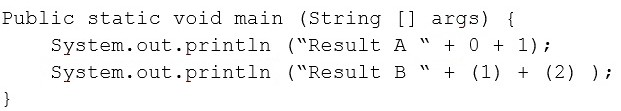 Public static void main (String [] args) {
System.out.println (“Result A “ + 0 + 1);
System.out.println (“Result B “ + (1) + (2) );
}